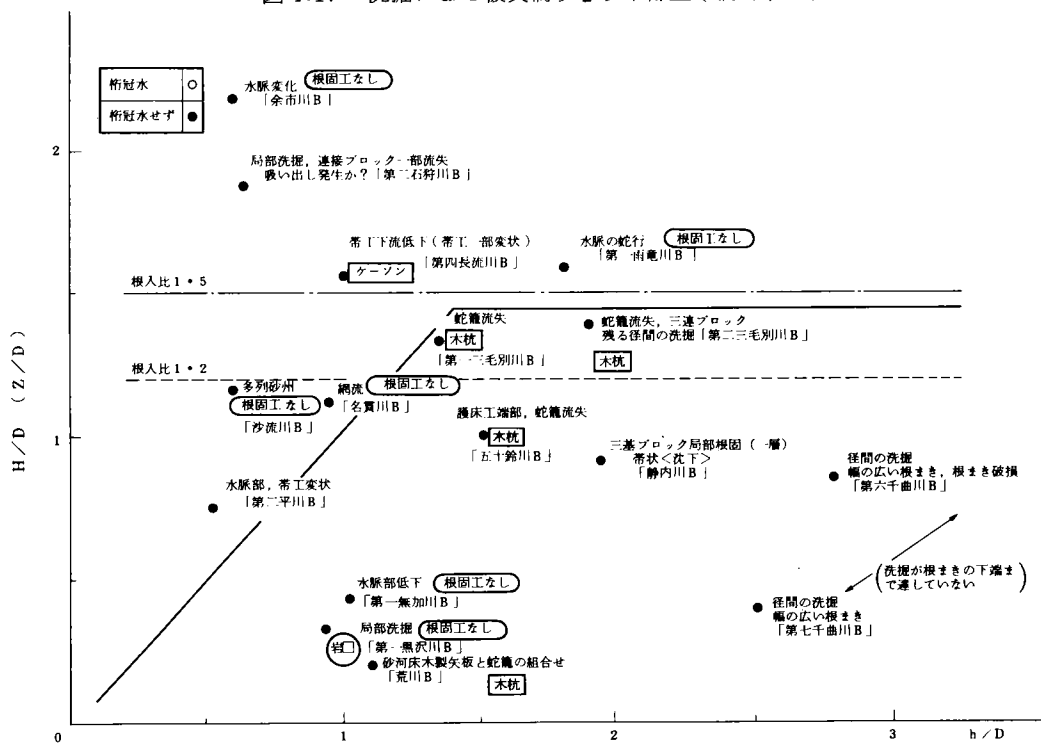 桁冠水 ○
桁冠水せず ●
水脈変化 根固工なし
「余市川B」
局部洗掘，連接ブロック一部流失
吸い出し発生か？「第二石狩川B」
帯工下流低下（帯工一部変状）
ケーソン 「第四長流川B」
水脈の蛇行 根固工なし
「第一雨竜川B」
根入比1・5
蛇籠流失
木杭
「第一三毛別川B」
蛇籠流失，三連ブロック
残る径間の洗掘「第二三毛別川B」
木杭
根入比1・2
多列砂州
根固工なし
「沙流川B」
網流 根固工なし
「名貫川B」
護床工端部，蛇籠流失
木杭
「五十鈴川B」
三基ブロック局部根固（一層）
帯状＜沈下＞
「静内川B」
径間の洗掘
幅の広い根まき，根まき破損
「第六千曲川B」
水脈部，帯工変状
「第二平川B」
（洗掘が根まきの下端ま
で達していない）
水脈部低下 根固工なし
「第一無加川B」
径間の洗掘
幅の広い根まき
「第七千曲川B」
局部洗掘 根固工なし
「第一黒沢川B」
砂河床木製矢板と蛇籠の組合せ
「荒川B」
木杭
H/D（Z/D）
2
1
0 1 2 3 h/D